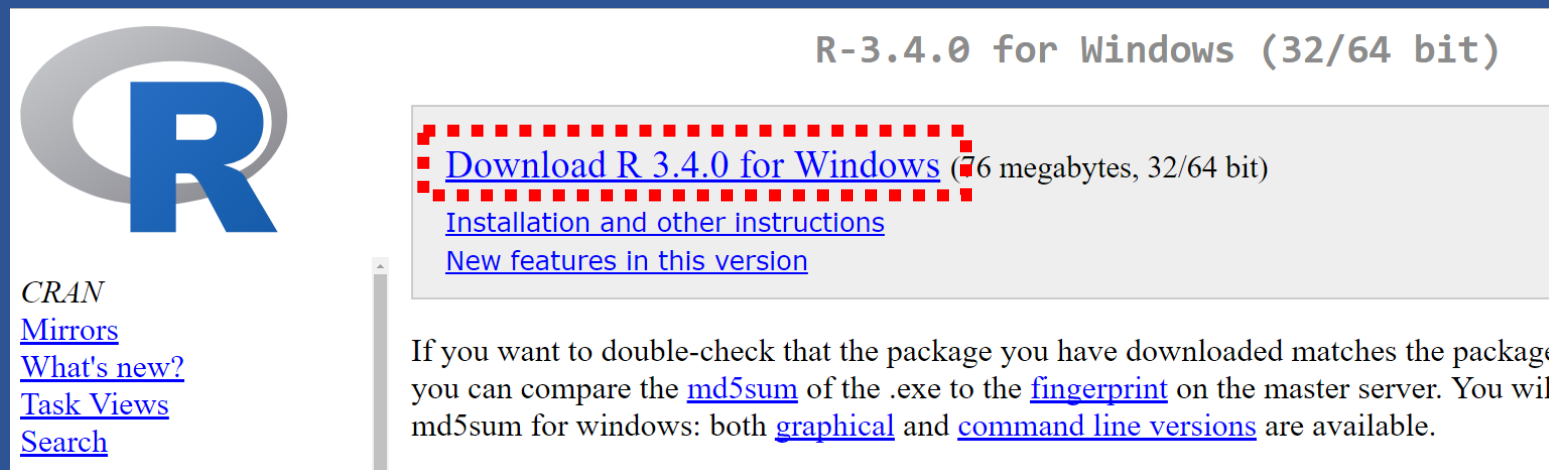 R
R-3.4.0 for Windows (32/64 bit)
Download R 3.4.0 for Windows (76 megabytes, 32/64 bit)
Installation and other instructions
New features in this version
CRAN
Mirrors
What's new?
Task Views
Search
If you want to double-check that the package you have downloaded matches the package
you can compare the md5sum of the .exe to the fingerprint on the master server. You wil
md5sum for windows: both graphical and command line versions are available.